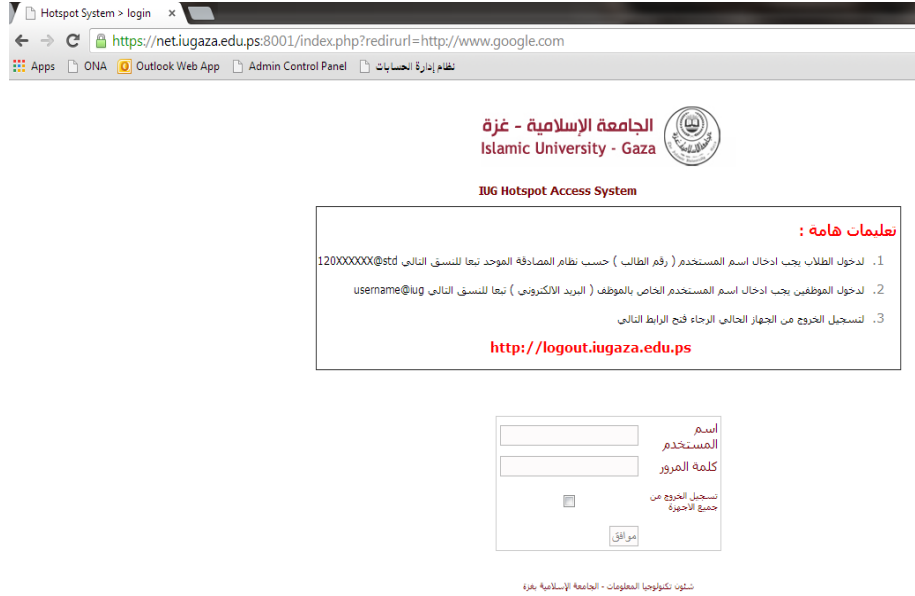 Hotspot System > login
https://net.iugaza.edu.ps:8001/index.php?redirurl=http://www.google.com
Apps ONA Outlook Web App Admin Control Panel نظام إدارة الحسابات
الجامعة الإسلامية - غزة
Islamic University - Gaza
IUG Hotspot Access System
تعليمات هامة :
1. لدخول الطلاب يجب ادخال اسم المستخدم ( رقم الطالب ) حسب نظام المصادقة الموحد تبعا للنسق التالي 120XXXXXX@std
2. لدخول الموظفين يجب ادخال اسم المستخدم الخاص بالموظف ( البريد الالكتروني ) تبعا للنسق التالي username@iug
3. لتسجيل الخروج من الجهاز الحالي الرجاء فتح الرابط التالي
http://logout.iugaza.edu.ps
اسم
المستخدم
كلمة المرور
تسجيل الخروج من
جميع الاجهزة
موافق
شئون تكنولوجيا المعلومات - الجامعة الإسلامية بغزة